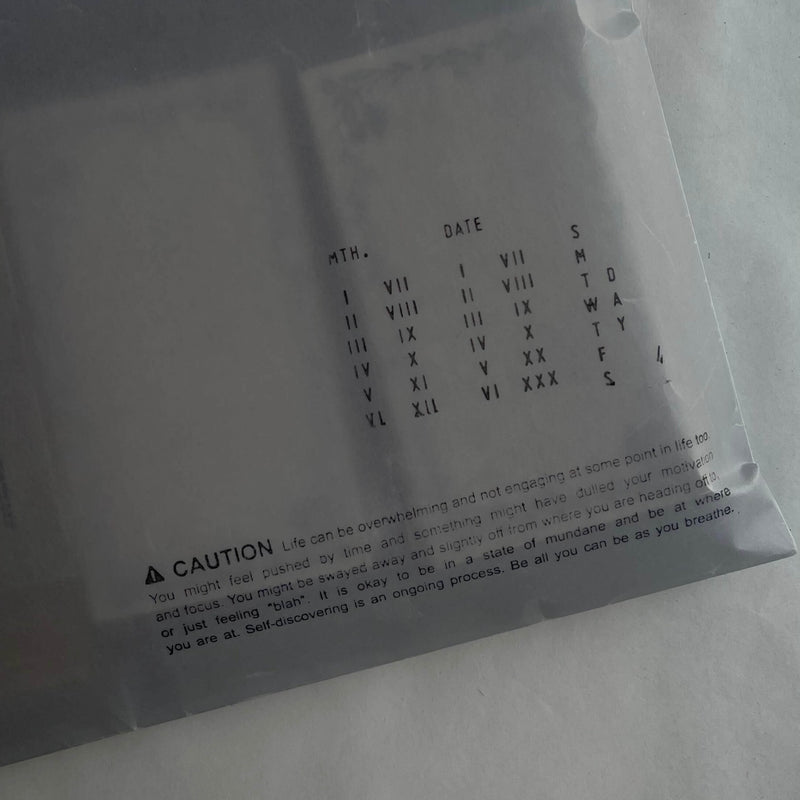 MTH. DATE S
I VII I VII M
II VIII II VIII T D
III IX III IX W A
IV X IV X T Y
V XI V XX F
VI XII VI XXX S
CAUTION Life can be overwhelming and not engaging at some point in life too.
You might feel pushed by time and something might have dulled your motivation
and focus. You might be swayed away and slightly off from where you are heading off to,
or just feeling "blah". It is okay to be in a state of mundane and be at where
you are at. Self-discovering is an ongoing process. Be all you can be as you breathe.